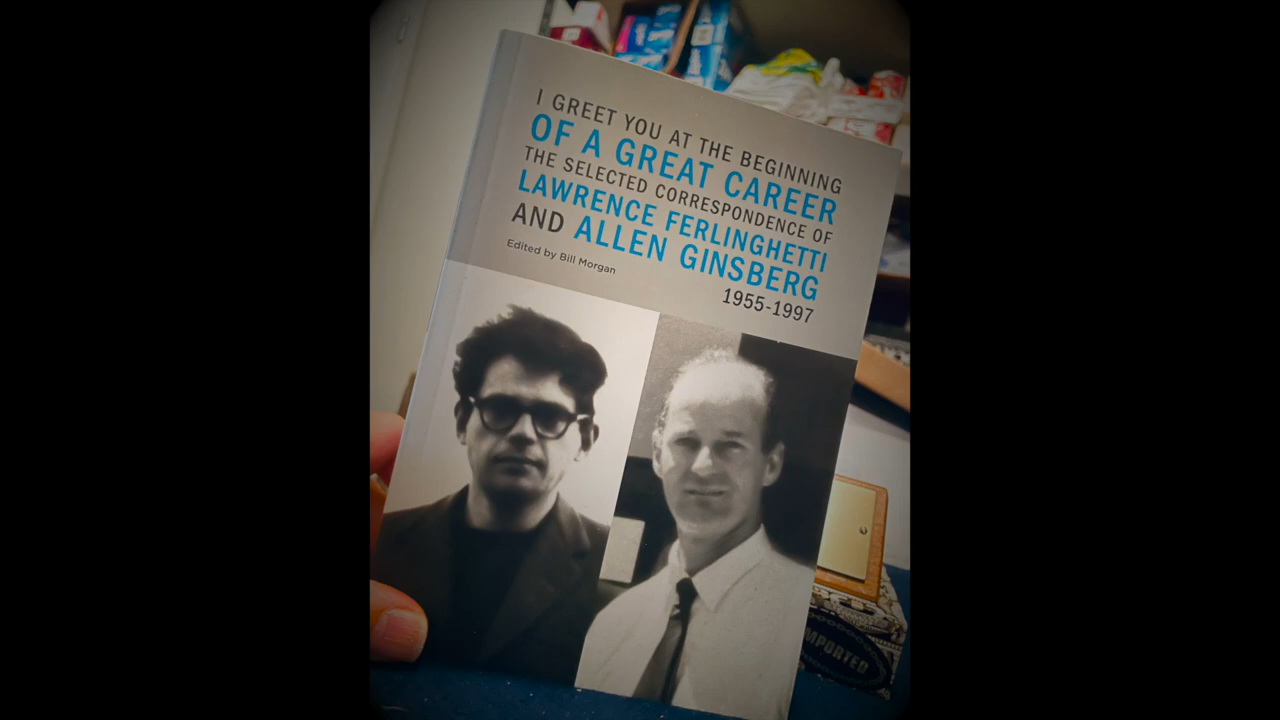 I GREET YOU AT THE BEGINNING
OF A GREAT CAREER
THE SELECTED CORRESPONDENCE OF
LAWRENCE FERLINGHETTI
AND ALLEN GINSBERG
Edited by Bill Morgan
1955-1997
IMPORTED